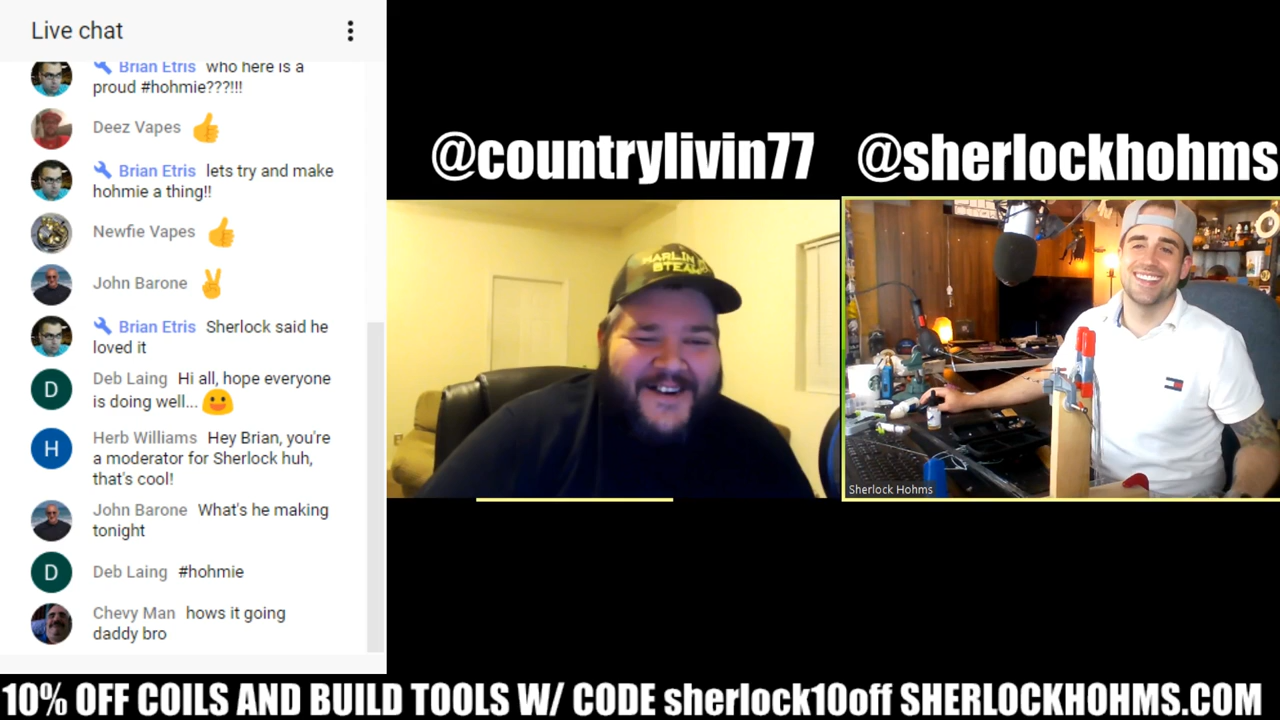 Live chat
Brian Etris who here is a
proud #hohmie???!!!
Deez Vapes 👍
Brian Etris lets try and make
hohmie a thing!!
Newfie Vapes 👍
John Barone ✌
Brian Etris Sherlock said he
loved it
D
Deb Laing Hi all, hope everyone
is doing well... 😃
H
Herb Williams Hey Brian, you're
a moderator for Sherlock huh,
that's cool!
John Barone What's he making
tonight
D
Deb Laing #hohmie
Chevy Man hows it going
daddy bro
@countrylivin77
@sherlockhohms
HARLIN
STEAM
Sherlock Hohms
10% OFF COILS AND BUILD TOOLS W/ CODE sherlock10off SHERLOCKHOHMS.COM